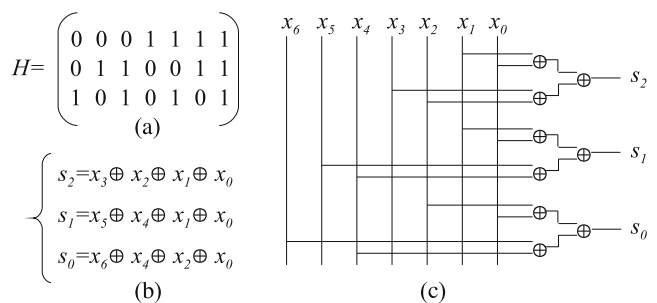 H=
0 0 0 1 1 1 1
0 1 1 0 0 1 1
1 0 1 0 1 0 1
(a)
s₂=x₃⊕ x₂⊕ x₁⊕ x₀
s₁=x₅⊕ x₄⊕ x₁⊕ x₀
s₀=x₆⊕ x₄⊕ x₂⊕ x₀
(b)
x₆ x₅ x₄ x₃ x₂ x₁ x₀
s₂
s₁
s₀
(c)